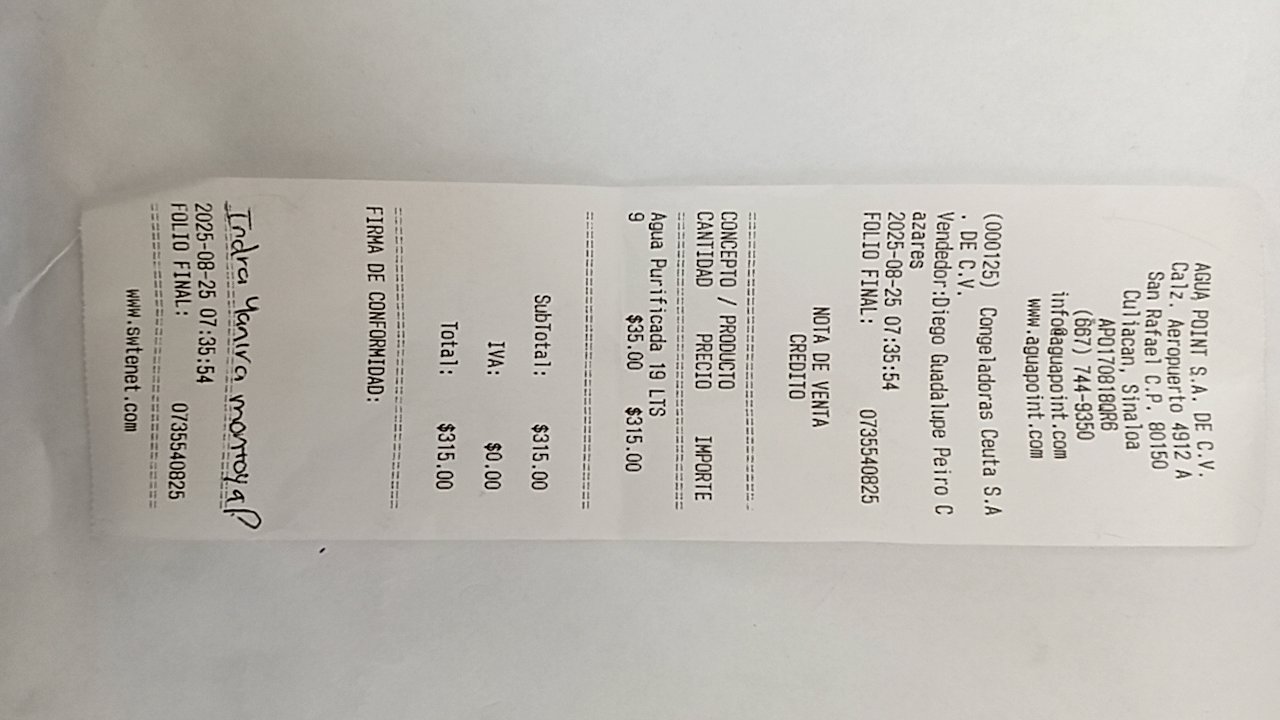 AGUA POINT S.A. DE C.V.
Calz. Aeropuerto 4912 A
San Rafael C.P. 80150
Culiacan, Sinaloa
APO170818QR6
(667) 744-9350
info@aguapoint.com
www.aguapoint.com
(000125) Congeladoras Ceuta S.A
. DE C.V.
Vendedor:Diego Guadalupe Peiro C
azares
2025-08-25 07:35:54
FOLIO FINAL: 0735540825
NOTA DE VENTA
CREDITO
CONCEPTO / PRODUCTO
CANTIDAD PRECIO IMPORTE
Agua Purificada 19 LTS
9 $35.00 $315.00
SubTotal: $315.00
IVA: $0.00
Total: $315.00
FIRMA DE CONFORMIDAD:
Indra Yanira montoya P
2025-08-25 07:35:54
FOLIO FINAL: 0735540825
www.swtenet.com